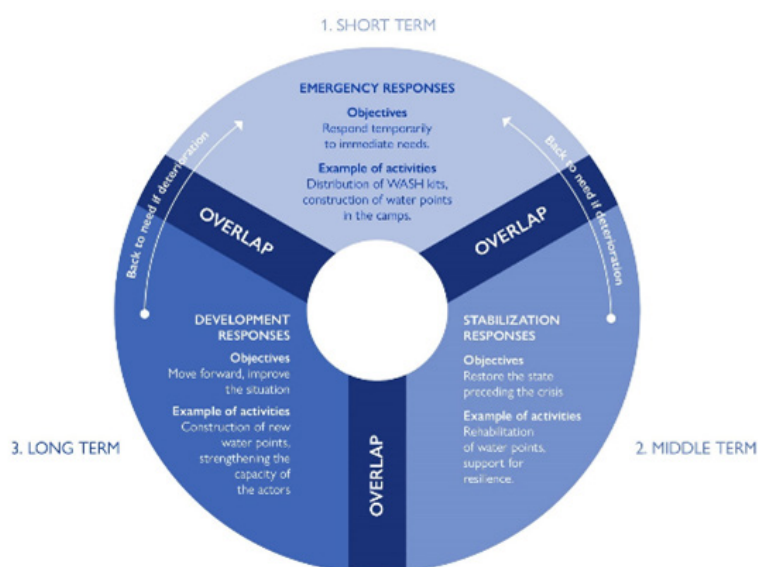 1. SHORT TERM
EMERGENCY RESPONSES
Objectives
Respond temporarily
to immediate needs.
Example of activities
Distribution of WASH kits,
construction of water points
in the camps.
Back to need if deterioration
Back to need if deterioration
OVERLAP
OVERLAP
DEVELOPMENT
RESPONSES
Objectives
Move forward, improve
the situation
Example of activities
Construction of new
water points,
strengthening the
capacity of
the actors
STABILIZATION
RESPONSES
Objectives
Restore the state
preceding the crisis
Example of activities
Rehabilitation
of water points,
support for
resilience.
3. LONG TERM
2. MIDDLE TERM
OVERLAP